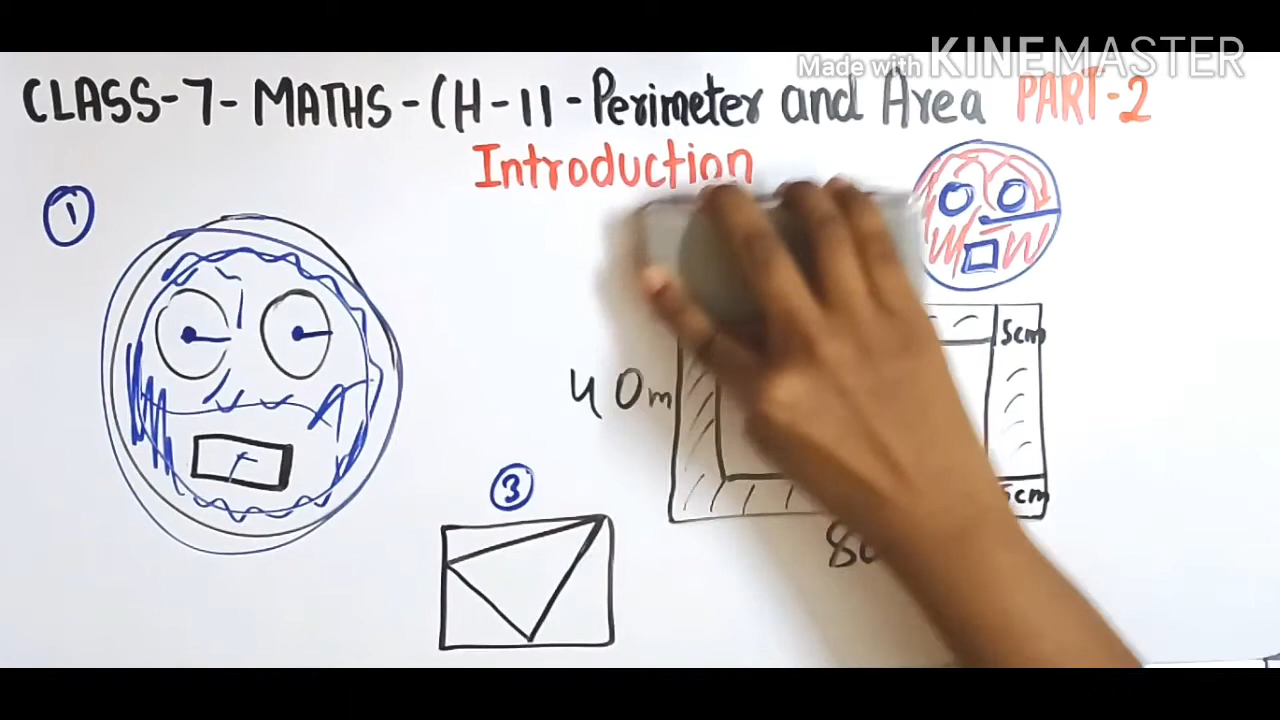 Made with KINEMASTER
CLASS-7-MATHS-CH-11-Perimeter and Area PART-2
Introduction
1
5cm
40m
3
5cm